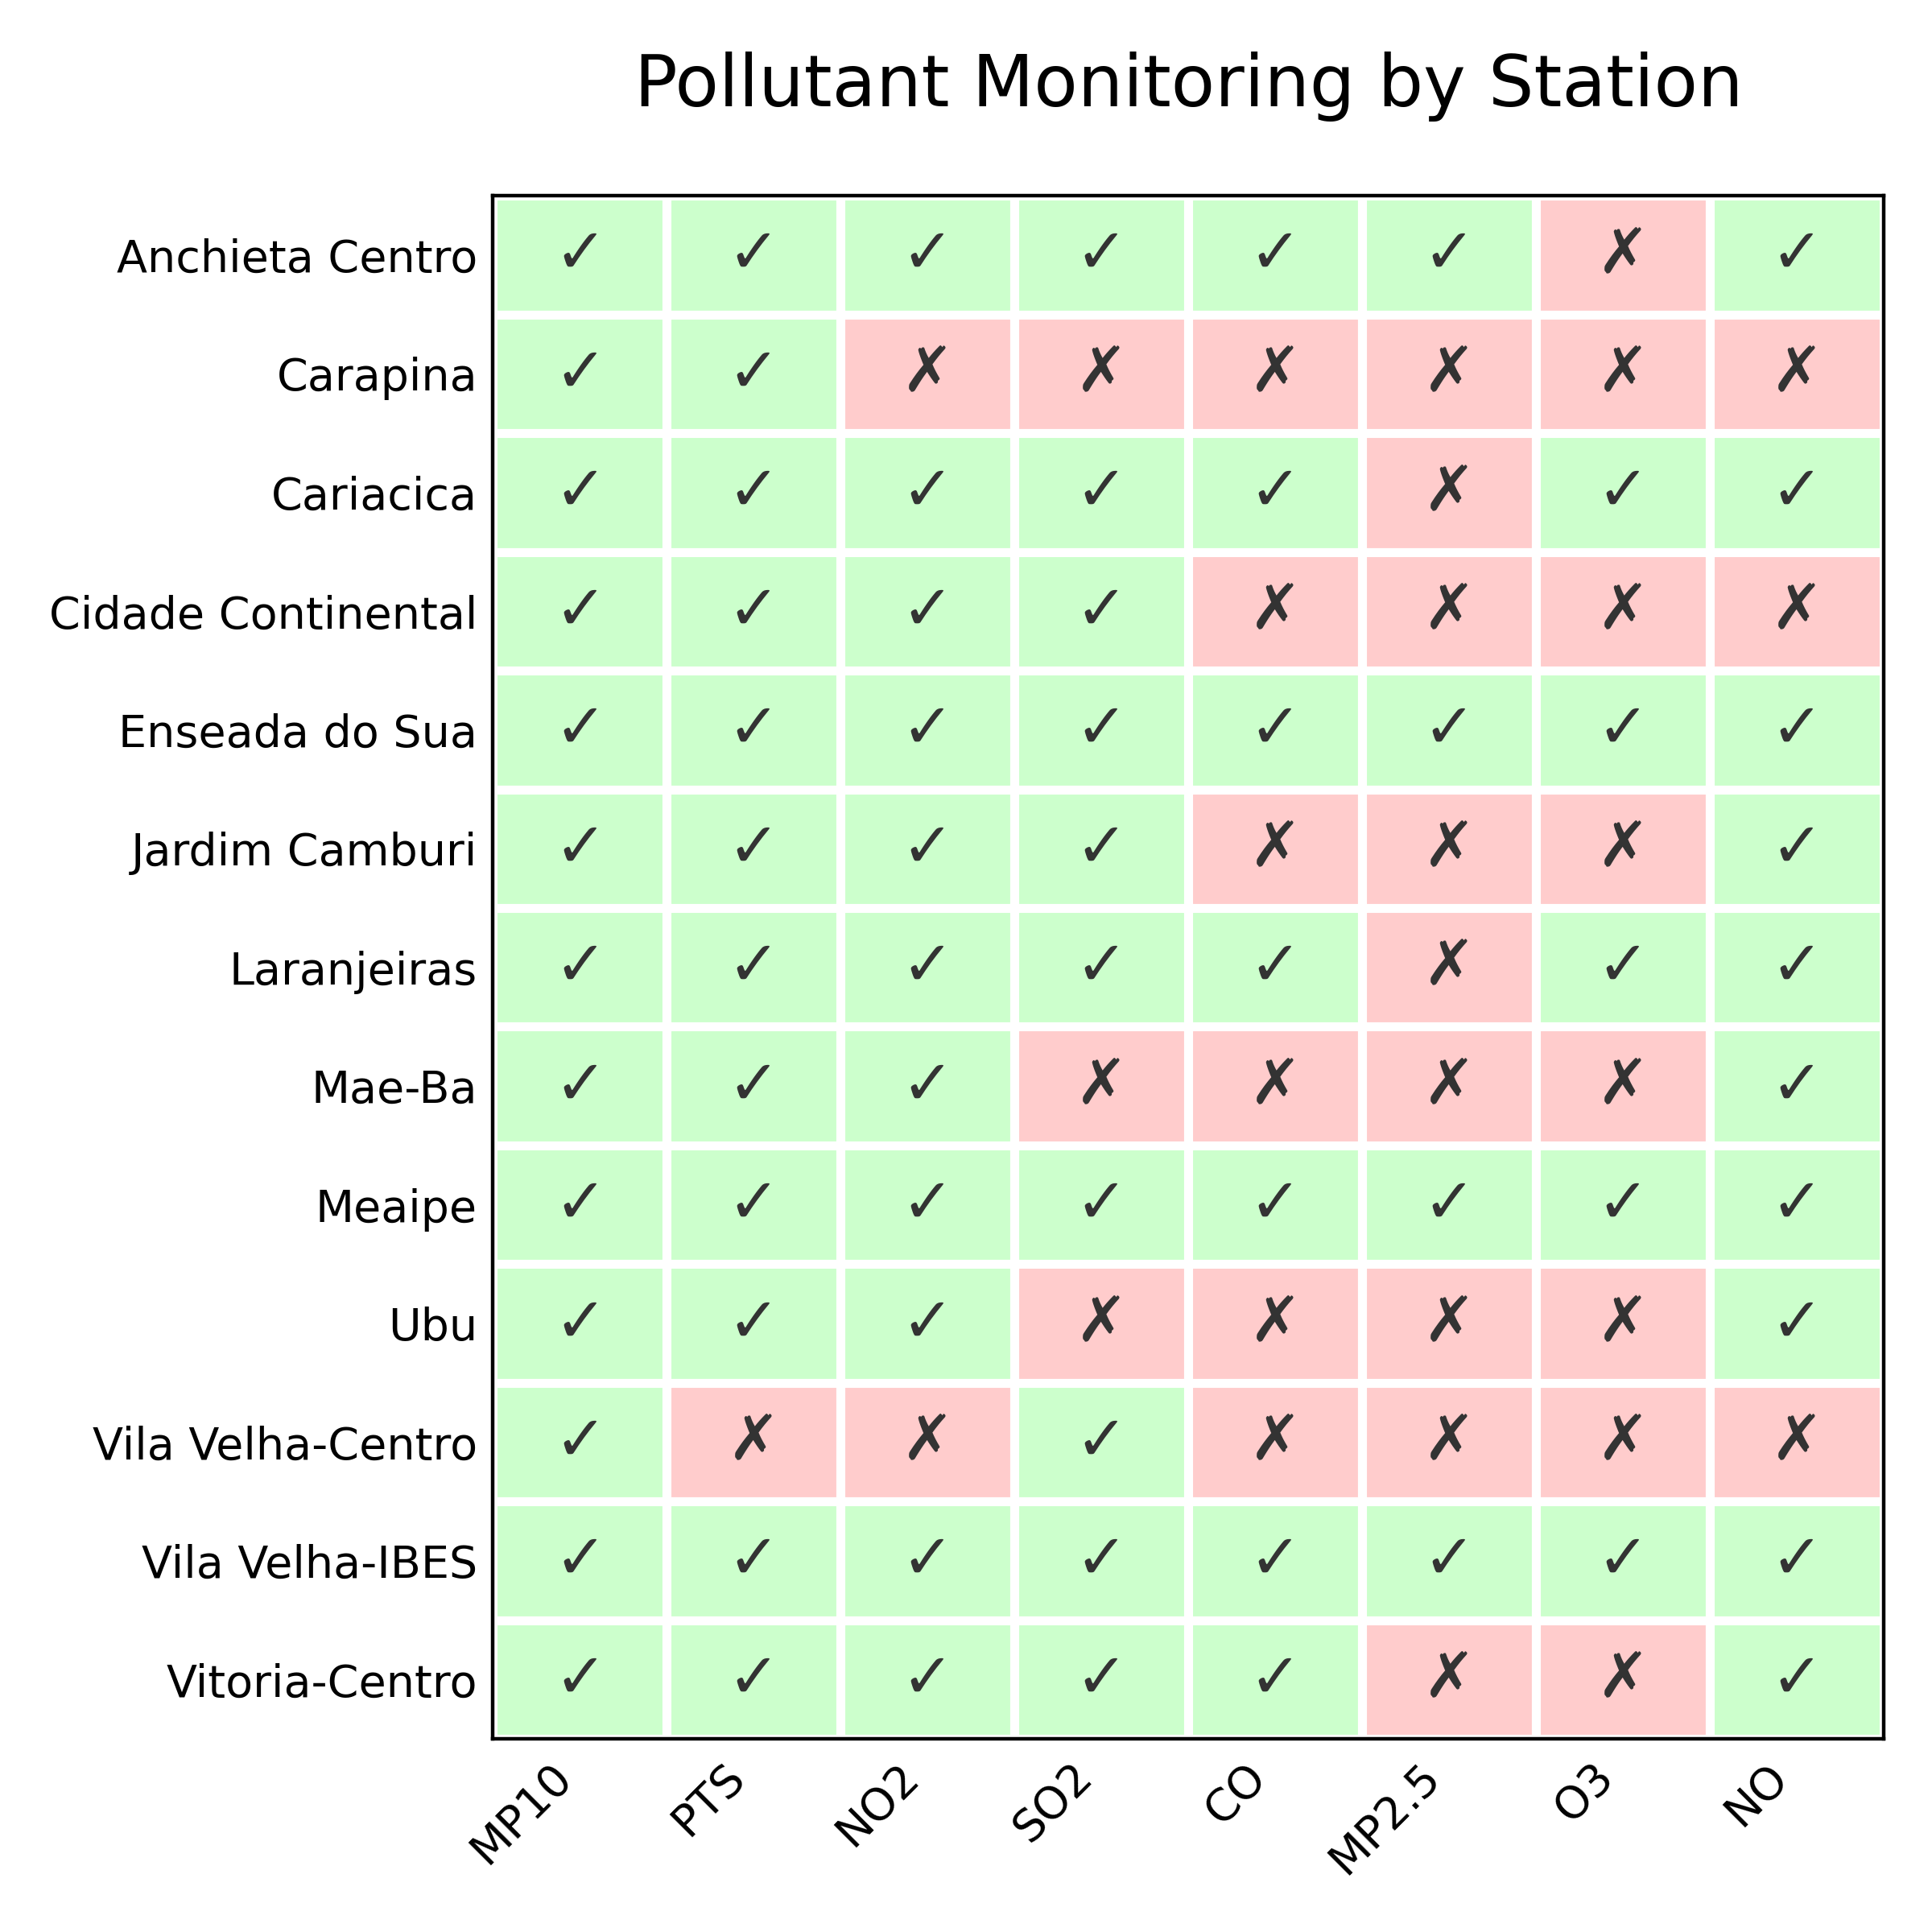 Pollutant Monitoring by Station
Anchieta Centro ✓ ✓ ✓ ✓ ✓ ✓ ✗ ✓
Carapina ✓ ✓ ✗ ✗ ✗ ✗ ✗ ✗
Cariacica ✓ ✓ ✓ ✓ ✓ ✗ ✓ ✓
Cidade Continental ✓ ✓ ✓ ✓ ✗ ✗ ✗ ✗
Enseada do Sua ✓ ✓ ✓ ✓ ✓ ✓ ✓ ✓
Jardim Camburi ✓ ✓ ✓ ✓ ✗ ✗ ✗ ✓
Laranjeiras ✓ ✓ ✓ ✓ ✓ ✗ ✓ ✓
Mae-Ba ✓ ✓ ✓ ✗ ✗ ✗ ✗ ✓
Meaipe ✓ ✓ ✓ ✓ ✓ ✓ ✓ ✓
Ubu ✓ ✓ ✓ ✗ ✗ ✗ ✗ ✓
Vila Velha-Centro ✓ ✗ ✗ ✓ ✗ ✗ ✗ ✗
Vila Velha-IBES ✓ ✓ ✓ ✓ ✓ ✓ ✓ ✓
Vitoria-Centro ✓ ✓ ✓ ✓ ✓ ✗ ✗ ✓
MP10 PTS NO2 SO2 CO MP2.5 O3 NO